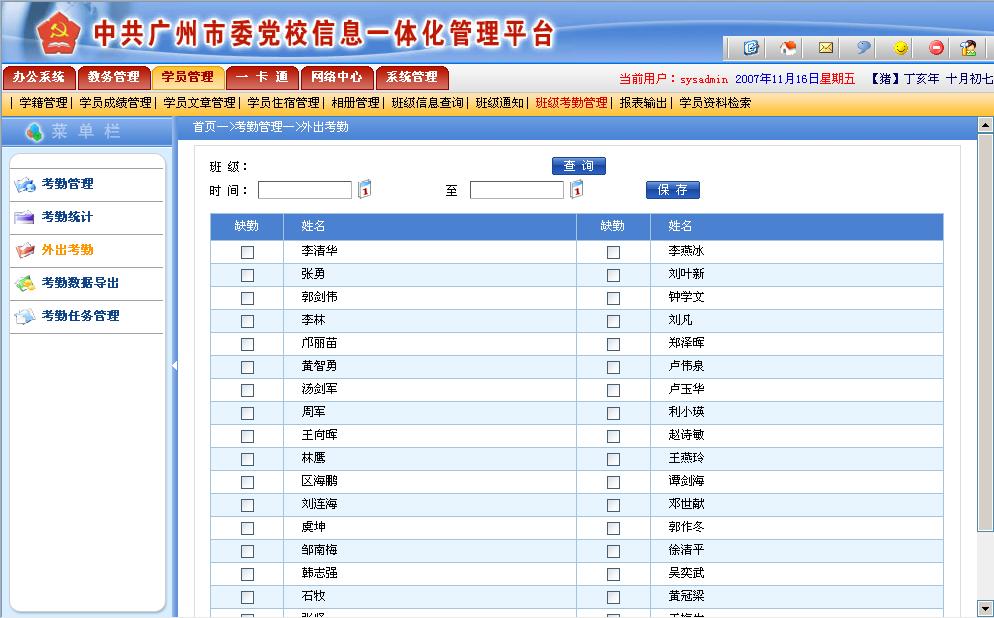 中共广州市委党校信息一体化管理平台
办公系统 教务管理 学员管理 一 卡 通 网络中心 系统管理
当前用户：sysadmin 2007年11月16日星期五 【猪】丁亥年 十月初七
| 学籍管理| 学员成绩管理| 学员文章管理| 学员住宿管理| 相册管理| 班级信息查询| 班级通知| 班级考勤管理| 报表输出| 学员资料检索
菜 单 栏
首页—>考勤管理—>外出考勤
考勤管理
考勤统计
外出考勤
考勤数据导出
考勤任务管理
班 级：
查 询
时 间： 至
保 存
缺勤 姓名 缺勤 姓名
李清华 李燕冰
张勇 刘叶新
郭剑伟 钟学文
李林 刘凡
邝丽苗 郑泽晖
黄智勇 卢伟泉
汤剑军 卢玉华
周军 利小瑛
王向晖 赵诗敏
林鹰 王燕玲
区海鹏 谭剑海
刘连海 邓世献
虞坤 郭作冬
邹南梅 徐清平
韩志强 吴奕武
石牧 黄冠梁